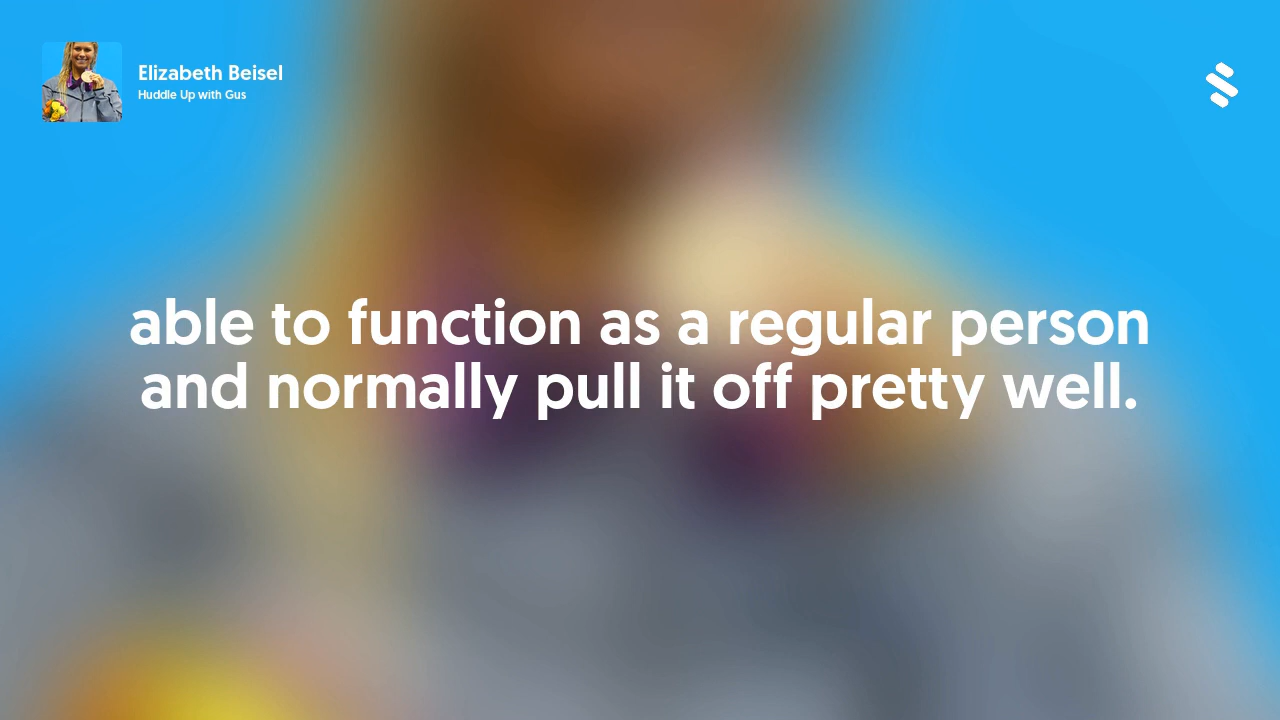 Elizabeth Beisel
Huddle Up with Gus
able to function as a regular person
and normally pull it off pretty well.